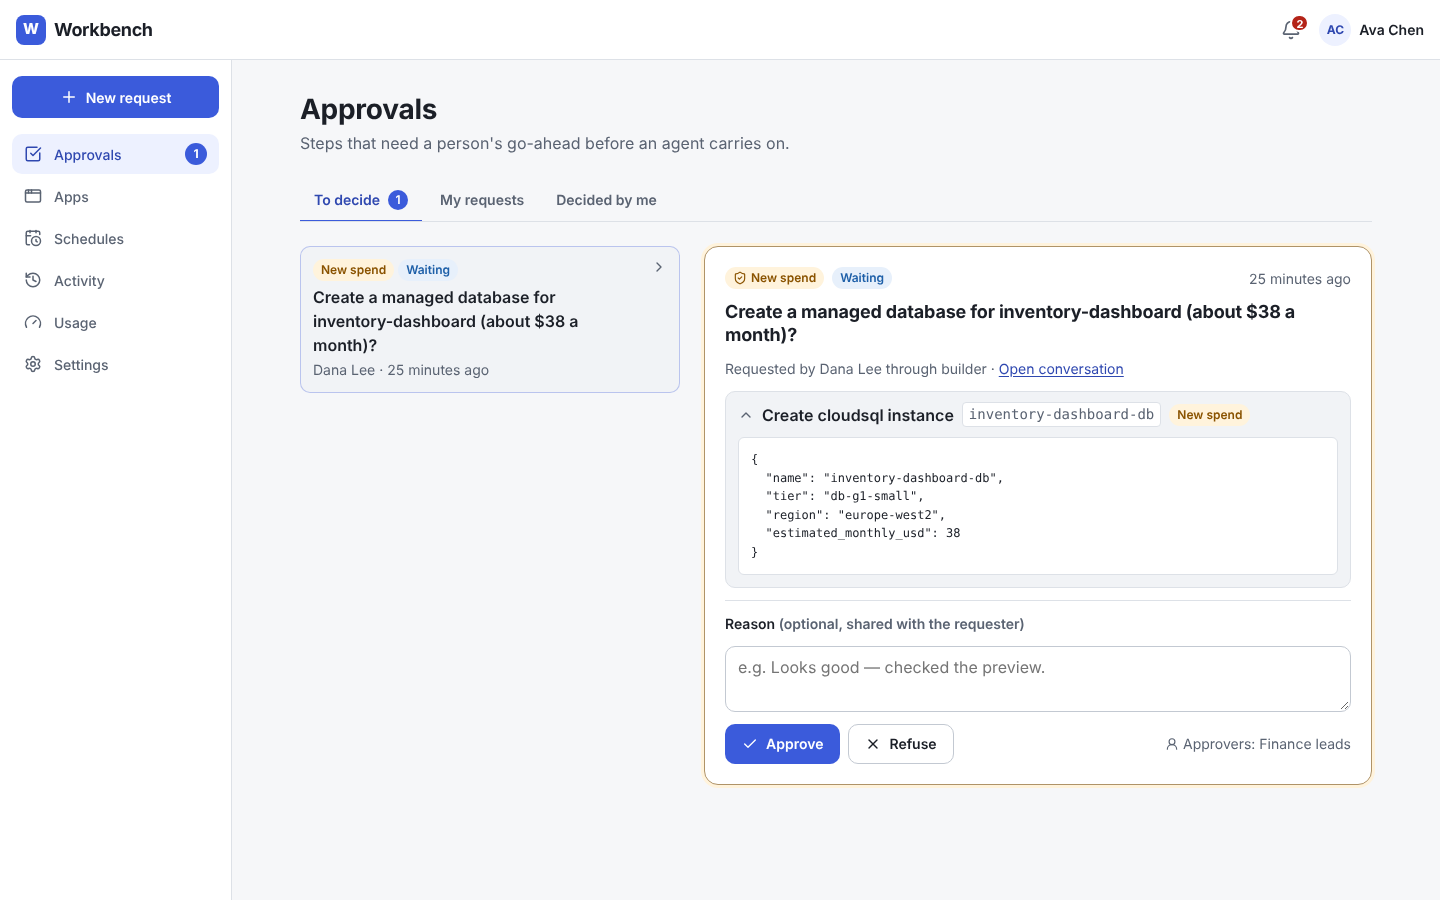 W Workbench
2
AC Ava Chen
New request
Approvals 1
Apps
Schedules
Activity
Usage
Settings
Approvals
Steps that need a person's go-ahead before an agent carries on.
To decide 1 My requests Decided by me
New spend Waiting
Create a managed database for
inventory-dashboard (about $38 a
month)?
Dana Lee · 25 minutes ago
New spend Waiting 25 minutes ago
Create a managed database for inventory-dashboard (about $38 a
month)?
Requested by Dana Lee through builder · Open conversation
Create cloudsql instance inventory-dashboard-db New spend
{
"name": "inventory-dashboard-db",
"tier": "db-g1-small",
"region": "europe-west2",
"estimated_monthly_usd": 38
}
Reason (optional, shared with the requester)
e.g. Looks good — checked the preview.
Approve Refuse Approvers: Finance leads